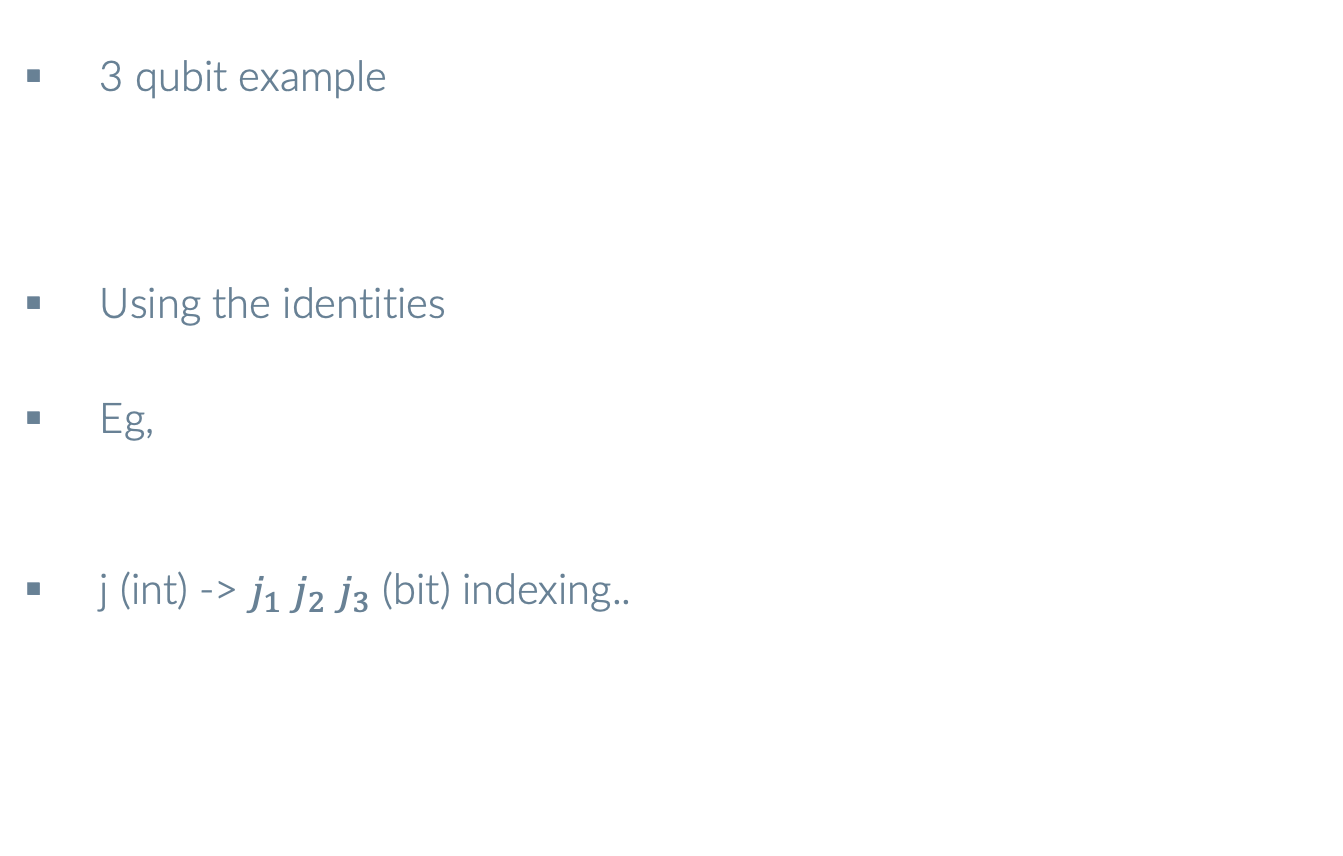 ▪ 3 qubit example
▪ Using the identities
▪ Eg,
▪ j (int) -> j₁ j₂ j₃ (bit) indexing..